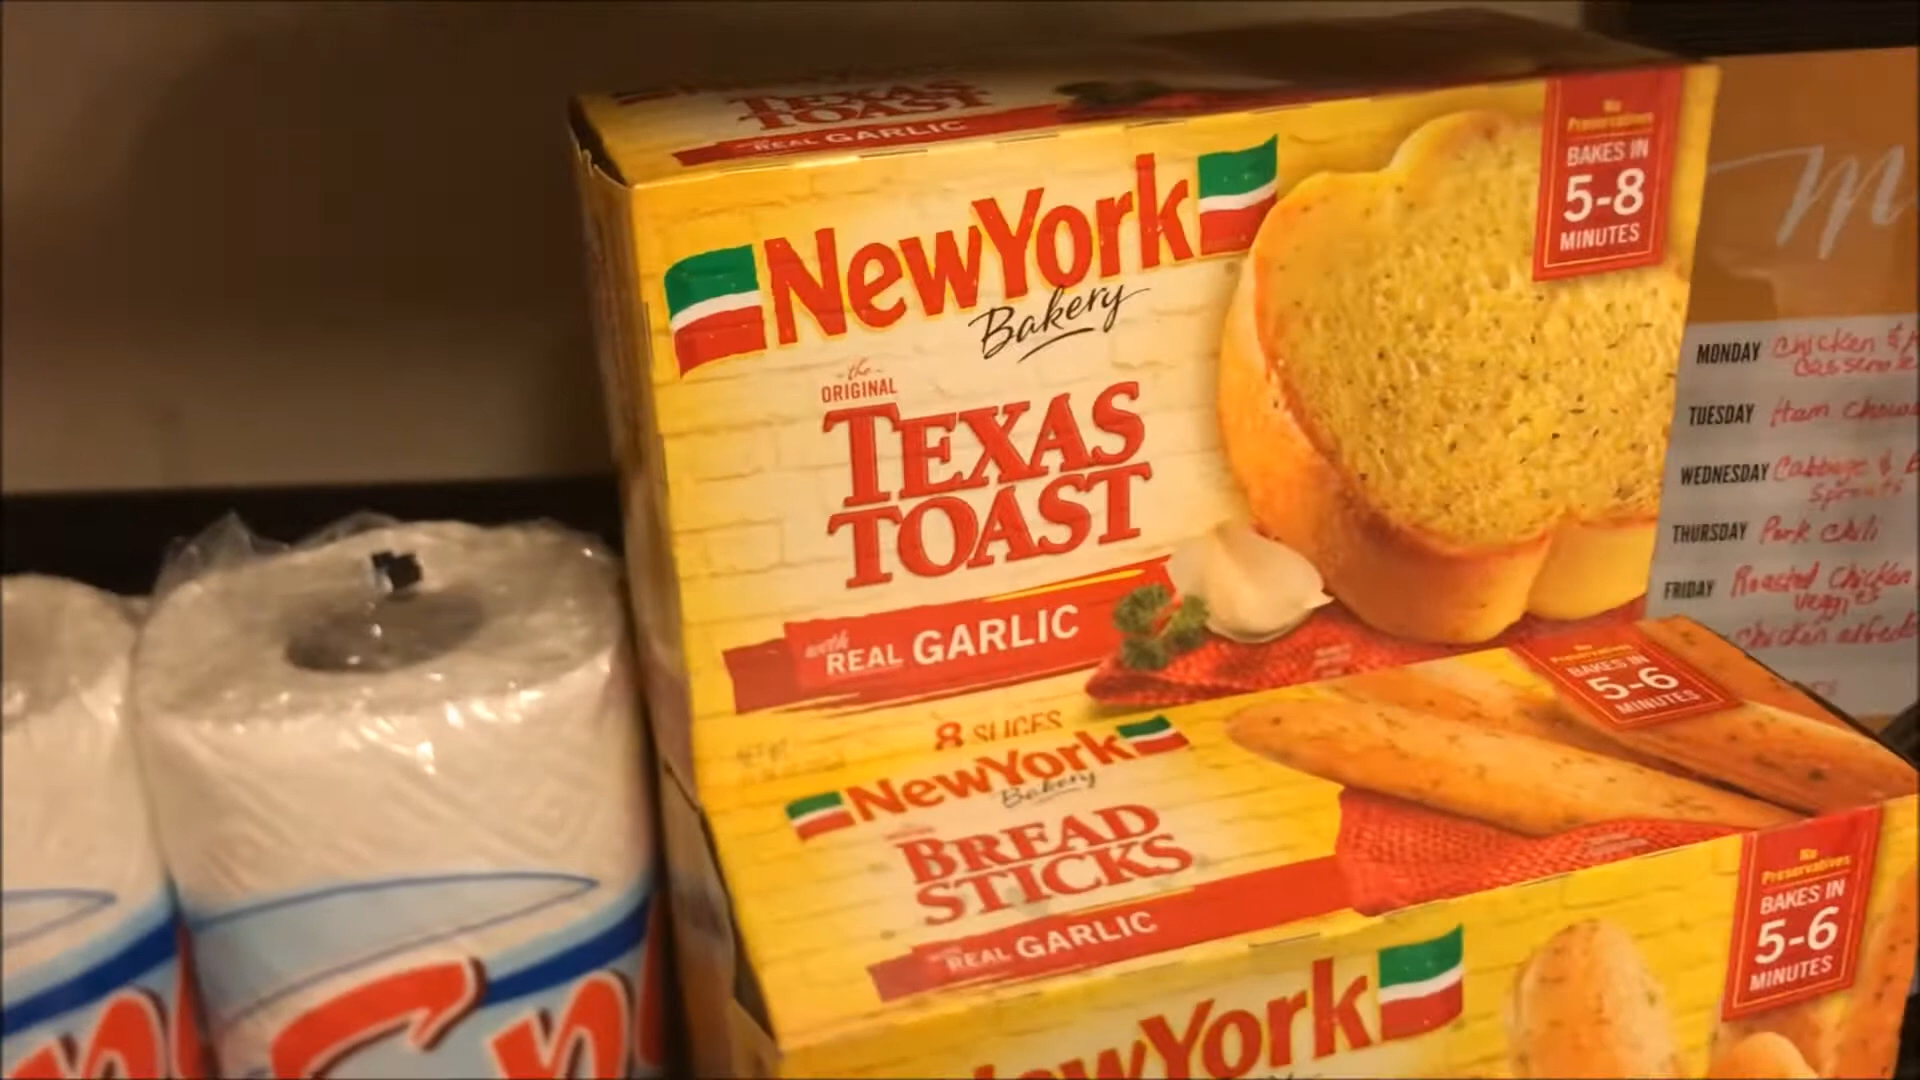 TEXAS
TOAST
REAL GARLIC
NewYork
Bakery
the
ORIGINAL
TEXAS
TOAST
with
REAL GARLIC
8 SLICES
No
Preservatives
BAKES IN
5-8
MINUTES
MONDAY Chicken &
TUESDAY Ham
WEDNESDAY Cabbage &
Sprouts
THURSDAY Pork Chili
FRIDAY Roasted Chicken
veggies
Chicken
NewYork
Bakery
BREAD
STICKS
REAL GARLIC
Preservatives
BAKES IN
5-6
MINUTES
NewYork
No
Preservatives
BAKES IN
5-6
MINUTES